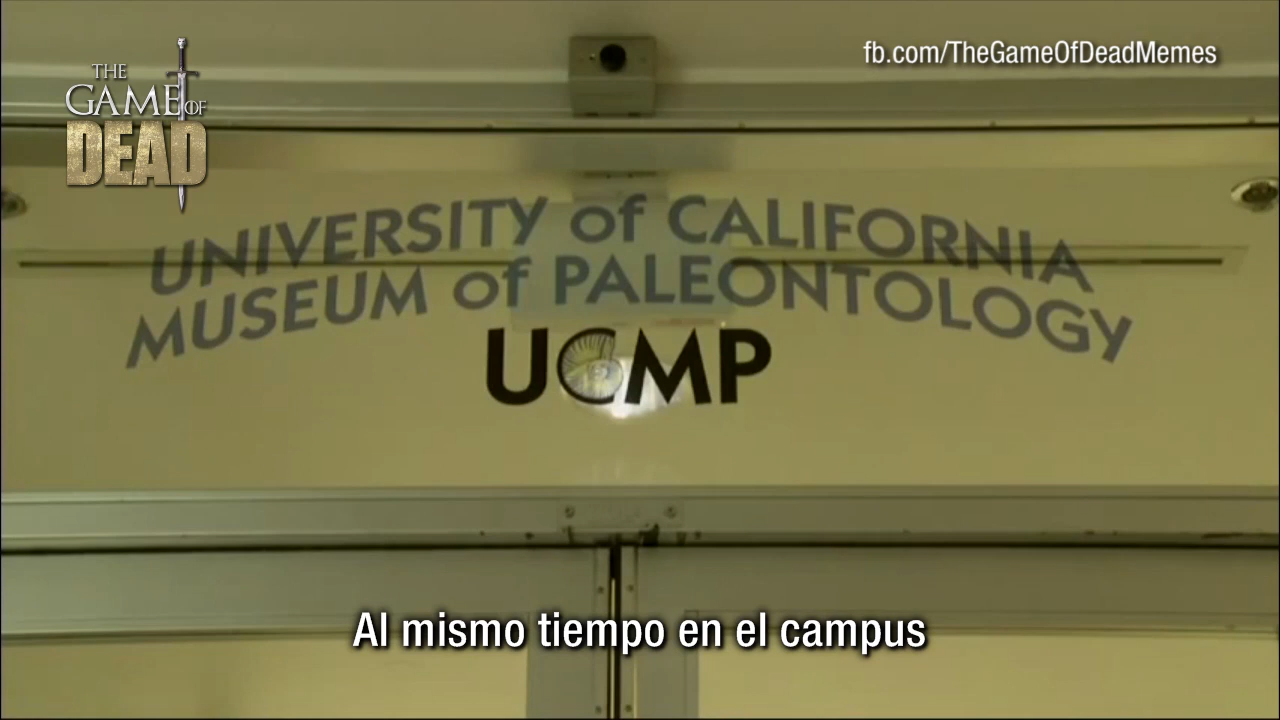 THE
GAME OF
DEAD
fb.com/TheGameOfDeadMemes
UNIVERSITY of CALIFORNIA
MUSEUM of PALEONTOLOGY
UCMP
Al mismo tiempo en el campus